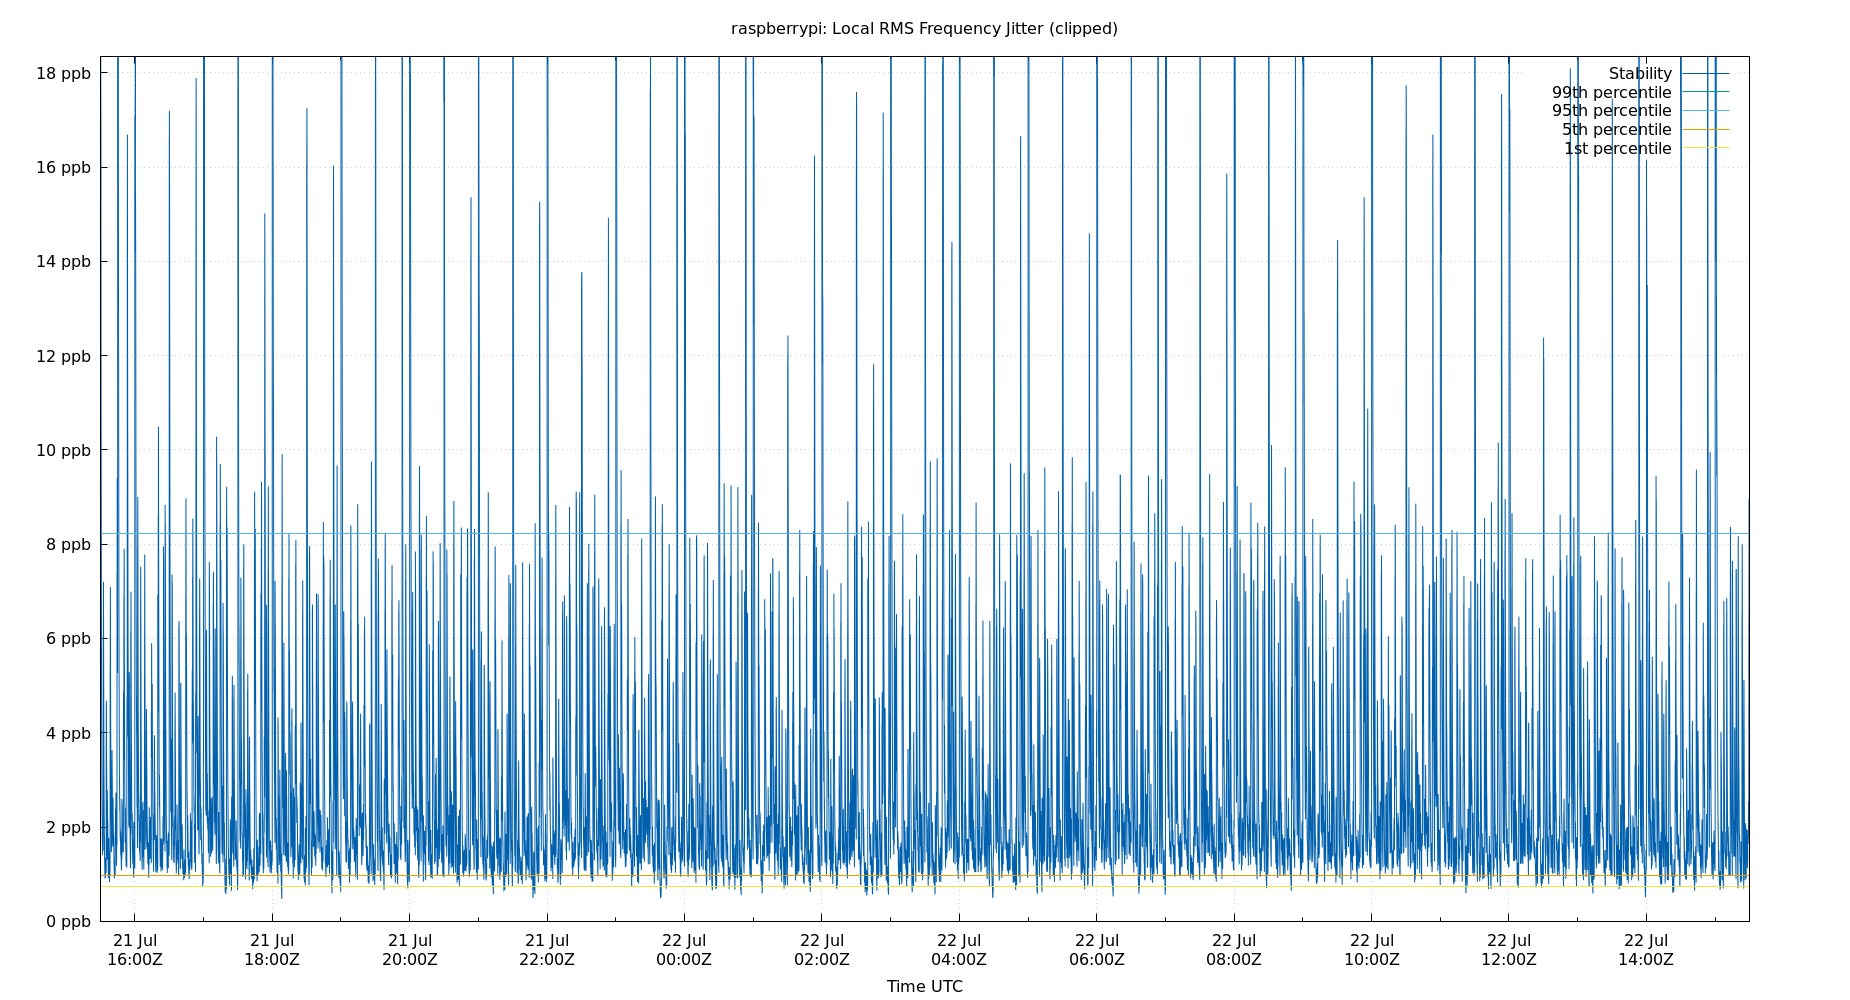 raspberrypi: Local RMS Frequency Jitter (clipped)
18 ppb
16 ppb
14 ppb
12 ppb
10 ppb
8 ppb
6 ppb
4 ppb
2 ppb
0 ppb
Stability
99th percentile
95th percentile
5th percentile
1st percentile
21 Jul 21 Jul 21 Jul 21 Jul 22 Jul 22 Jul 22 Jul 22 Jul 22 Jul 22 Jul 22 Jul 22 Jul
16:00Z 18:00Z 20:00Z 22:00Z 00:00Z 02:00Z 04:00Z 06:00Z 08:00Z 10:00Z 12:00Z 14:00Z
Time UTC